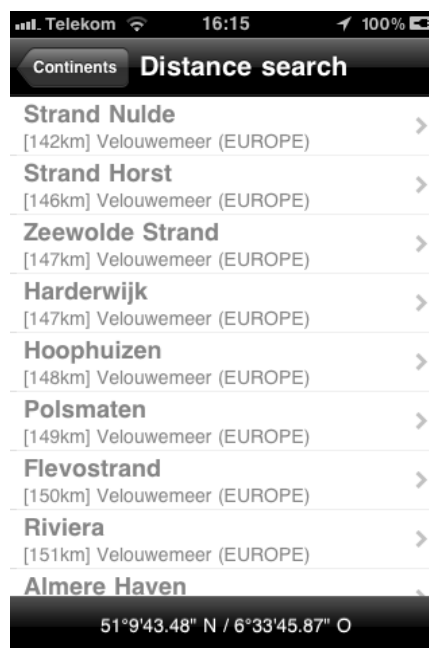 Telekom 16:15 100%
Continents Distance search
Strand Nulde
[142km] Velouwemeer (EUROPE)
Strand Horst
[146km] Velouwemeer (EUROPE)
Zeewolde Strand
[147km] Velouwemeer (EUROPE)
Harderwijk
[147km] Velouwemeer (EUROPE)
Hoophuizen
[148km] Velouwemeer (EUROPE)
Polsmaten
[149km] Velouwemeer (EUROPE)
Flevostrand
[150km] Velouwemeer (EUROPE)
Riviera
[151km] Velouwemeer (EUROPE)
Almere Haven
51°9'43.48" N / 6°33'45.87" O